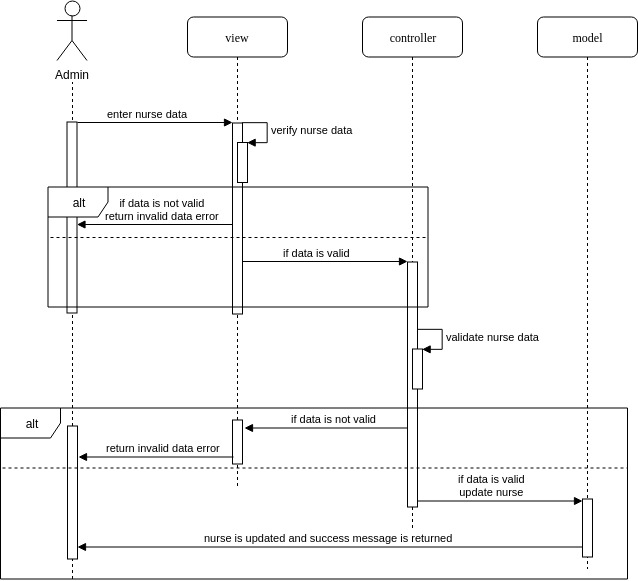 view
controller
model
Admin
enter nurse data
verify nurse data
alt
if data is not valid
return invalid data error
if data is valid
validate nurse data
alt
if data is not valid
return invalid data error
if data is valid
update nurse
nurse is updated and success message is returned